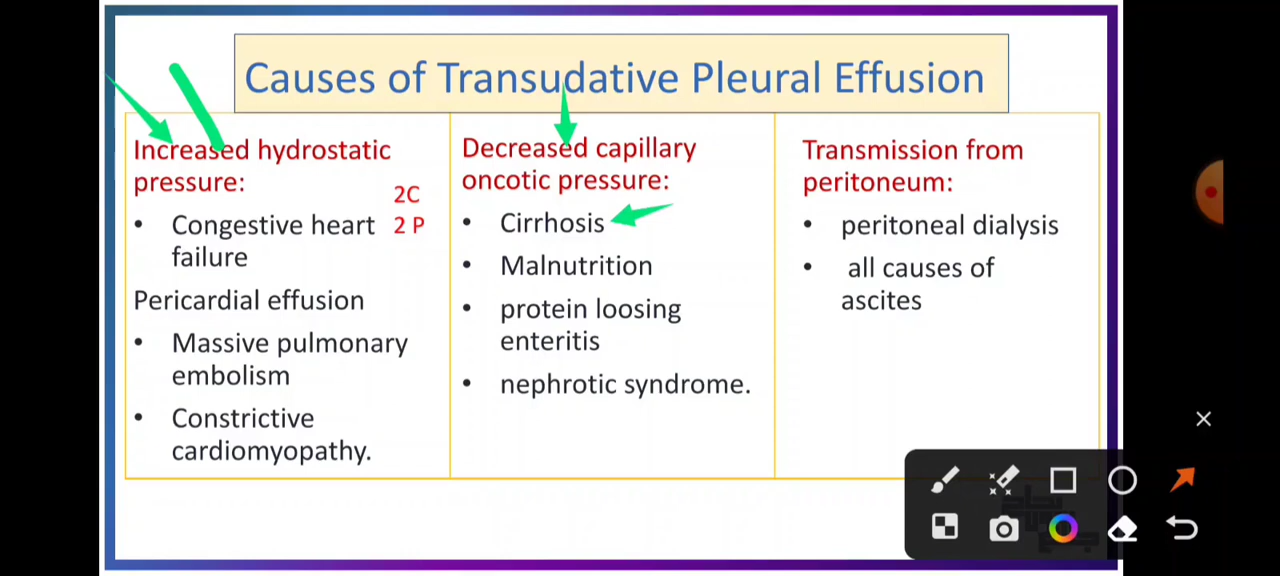 Causes of Transudative Pleural Effusion
Increased hydrostatic
pressure:
2C
• Congestive heart 2 P
failure
Pericardial effusion
• Massive pulmonary
embolism
• Constrictive
cardiomyopathy.
Decreased capillary
oncotic pressure:
• Cirrhosis
• Malnutrition
• protein loosing
enteritis
• nephrotic syndrome.
Transmission from
peritoneum:
• peritoneal dialysis
• all causes of
ascites